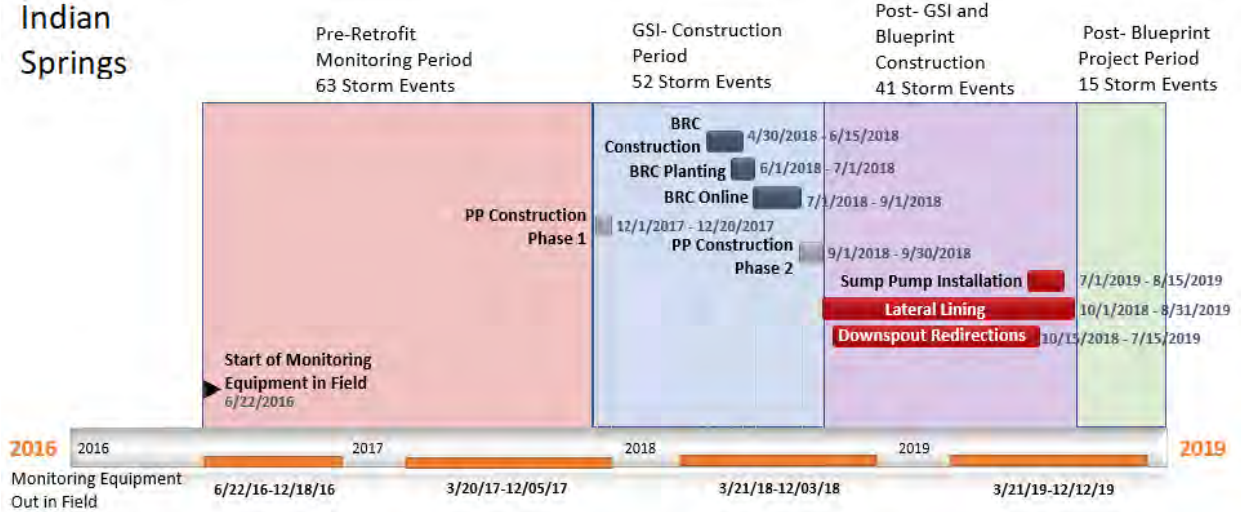 Indian
Springs
Pre-Retrofit
Monitoring Period
63 Storm Events
GSI- Construction
Period
52 Storm Events
Post- GSI and
Blueprint
Construction
41 Storm Events
Post- Blueprint
Project Period
15 Storm Events
BRC
Construction
4/30/2018 - 6/15/2018
BRC Planting
6/1/2018 - 7/1/2018
BRC Online
7/1/2018 - 9/1/2018
PP Construction
Phase 1
12/1/2017 - 12/20/2017
PP Construction
Phase 2
9/1/2018 - 9/30/2018
Sump Pump Installation
7/1/2019 - 8/15/2019
Lateral Lining
10/1/2018 - 8/31/2019
Downspout Redirections
10/15/2018 - 7/15/2019
Start of Monitoring
Equipment in Field
6/22/2016
2016
2016
2017
2018
2019
2019
Monitoring Equipment
Out in Field
6/22/16-12/18/16
3/20/17-12/05/17
3/21/18-12/03/18
3/21/19-12/12/19